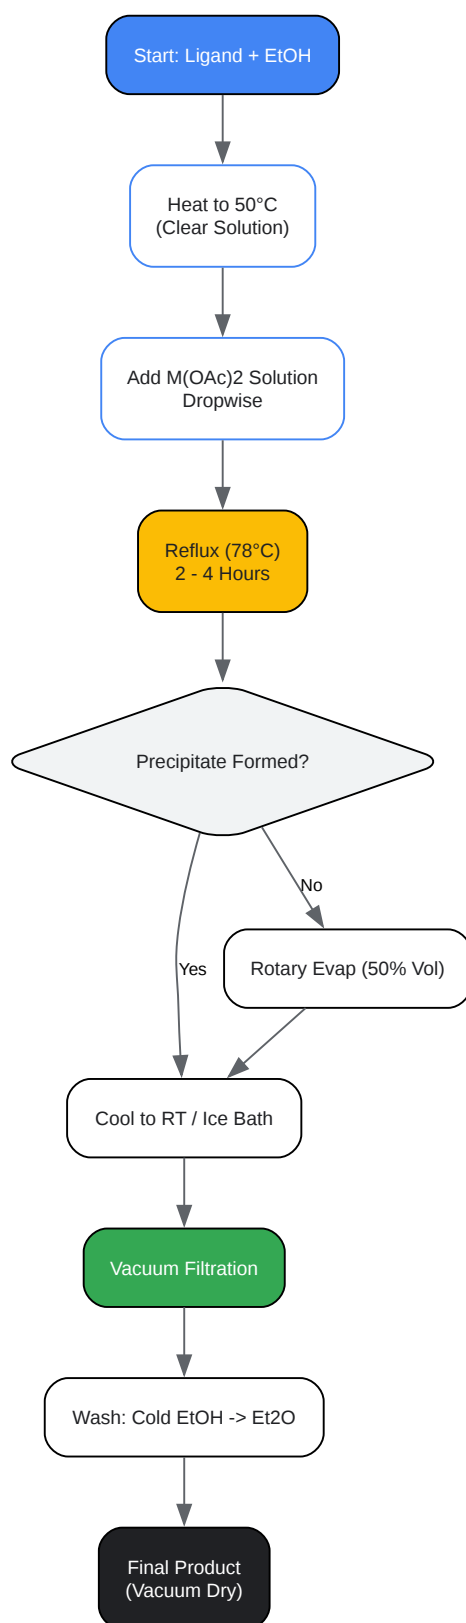 Start: Ligand + EtOH
Heat to 50°C
(Clear Solution)
Add M(OAc)2 Solution
Dropwise
Reflux (78°C)
2 - 4 Hours
Precipitate Formed?
No
Rotary Evap (50% Vol)
Yes
Cool to RT / Ice Bath
Vacuum Filtration
Wash: Cold EtOH -> Et2O
Final Product
(Vacuum Dry)